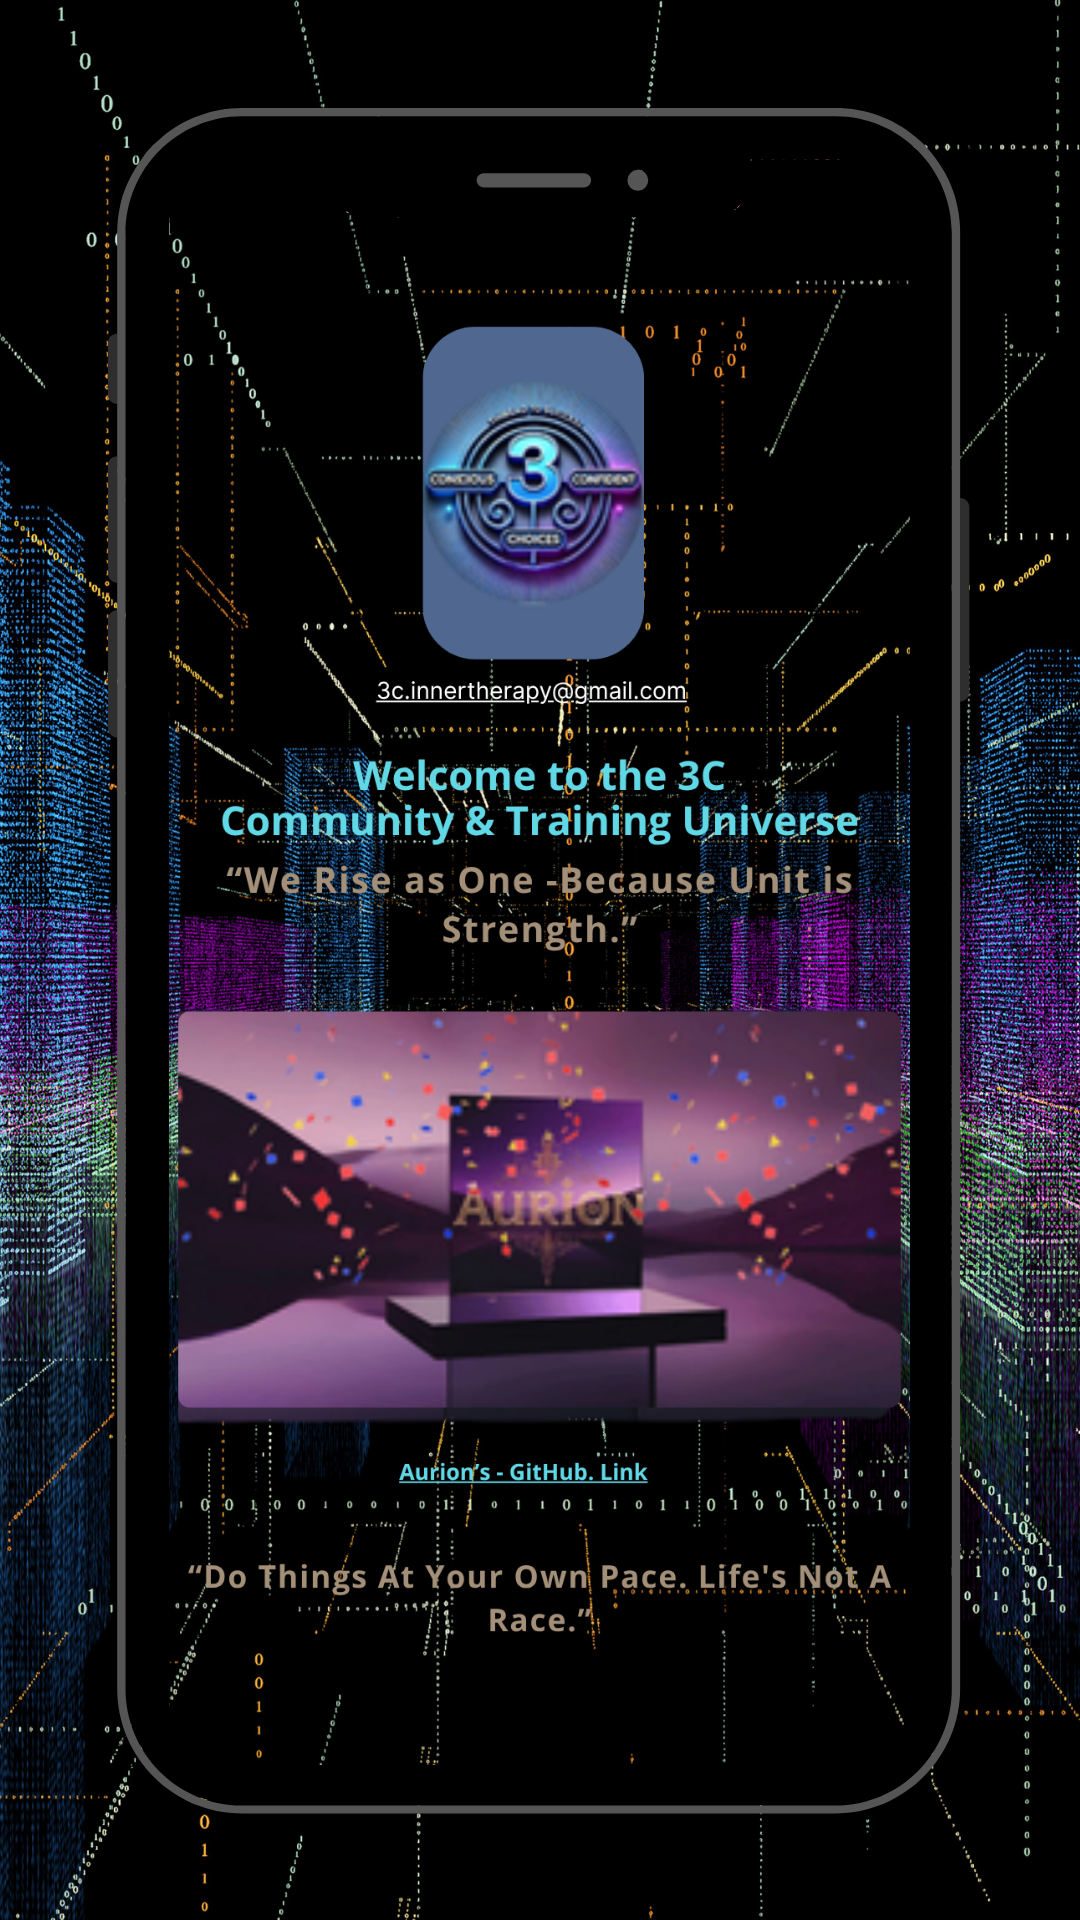 3
CONSCIOUS
CONFIDENT
CHOICES
3c.innertherapy@gmail.com
Welcome to the 3C
Community & Training Universe
“We Rise as One -Because Unit is
Strength.”
AURION
Aurion’s - GitHub. Link
“Do Things At Your Own Pace. Life's Not A
Race.”